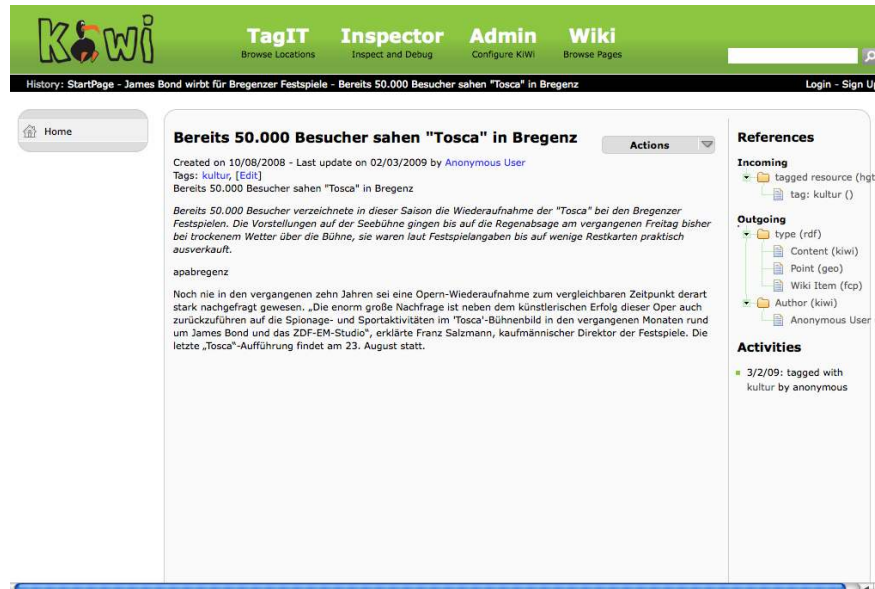 KiWi
TagIT Inspector Admin Wiki
Browse Locations Inspect and Debug Configure KiWi Browse Pages
History: StartPage - James Bond wirbt für Bregenzer Festspiele - Bereits 50.000 Besucher sahen "Tosca" in Bregenz
Login - Sign U
Home
Bereits 50.000 Besucher sahen "Tosca" in Bregenz
Actions
Created on 10/08/2008 - Last update on 02/03/2009 by Anonymous User
Tags: kultur, [Edit]
Bereits 50.000 Besucher sahen "Tosca" in Bregenz
Bereits 50.000 Besucher verzeichnete in dieser Saison die Wiederaufnahme der "Tosca" bei den Bregenzer
Festspielen. Die Vorstellungen auf der Seebühne gingen bis auf die Regenabsage am vergangenen Freitag bisher
bei trockenem Wetter über die Bühne, sie waren laut Festspielangaben bis auf wenige Restkarten praktisch
ausverkauft.
apabregenz
Noch nie in den vergangenen zehn Jahren sei eine Opern-Wiederaufnahme zum vergleichbaren Zeitpunkt derart
stark nachgefragt gewesen. „Die enorm große Nachfrage ist neben dem künstlerischen Erfolg dieser Oper auch
zurückzuführen auf die Spionage- und Sportaktivitäten im 'Tosca'-Bühnenbild in den vergangenen Monaten rund
um James Bond und das ZDF-EM-Studio“, erklärte Franz Salzmann, kaufmännischer Direktor der Festspiele. Die
letzte „Tosca“-Aufführung findet am 23. August statt.
References
Incoming
tagged resource (hgt
tag: kultur ()
Outgoing
type (rdf)
Content (kiwi)
Point (geo)
Wiki Item (fcp)
Author (kiwi)
Anonymous User
Activities
3/2/09: tagged with
kultur by anonymous